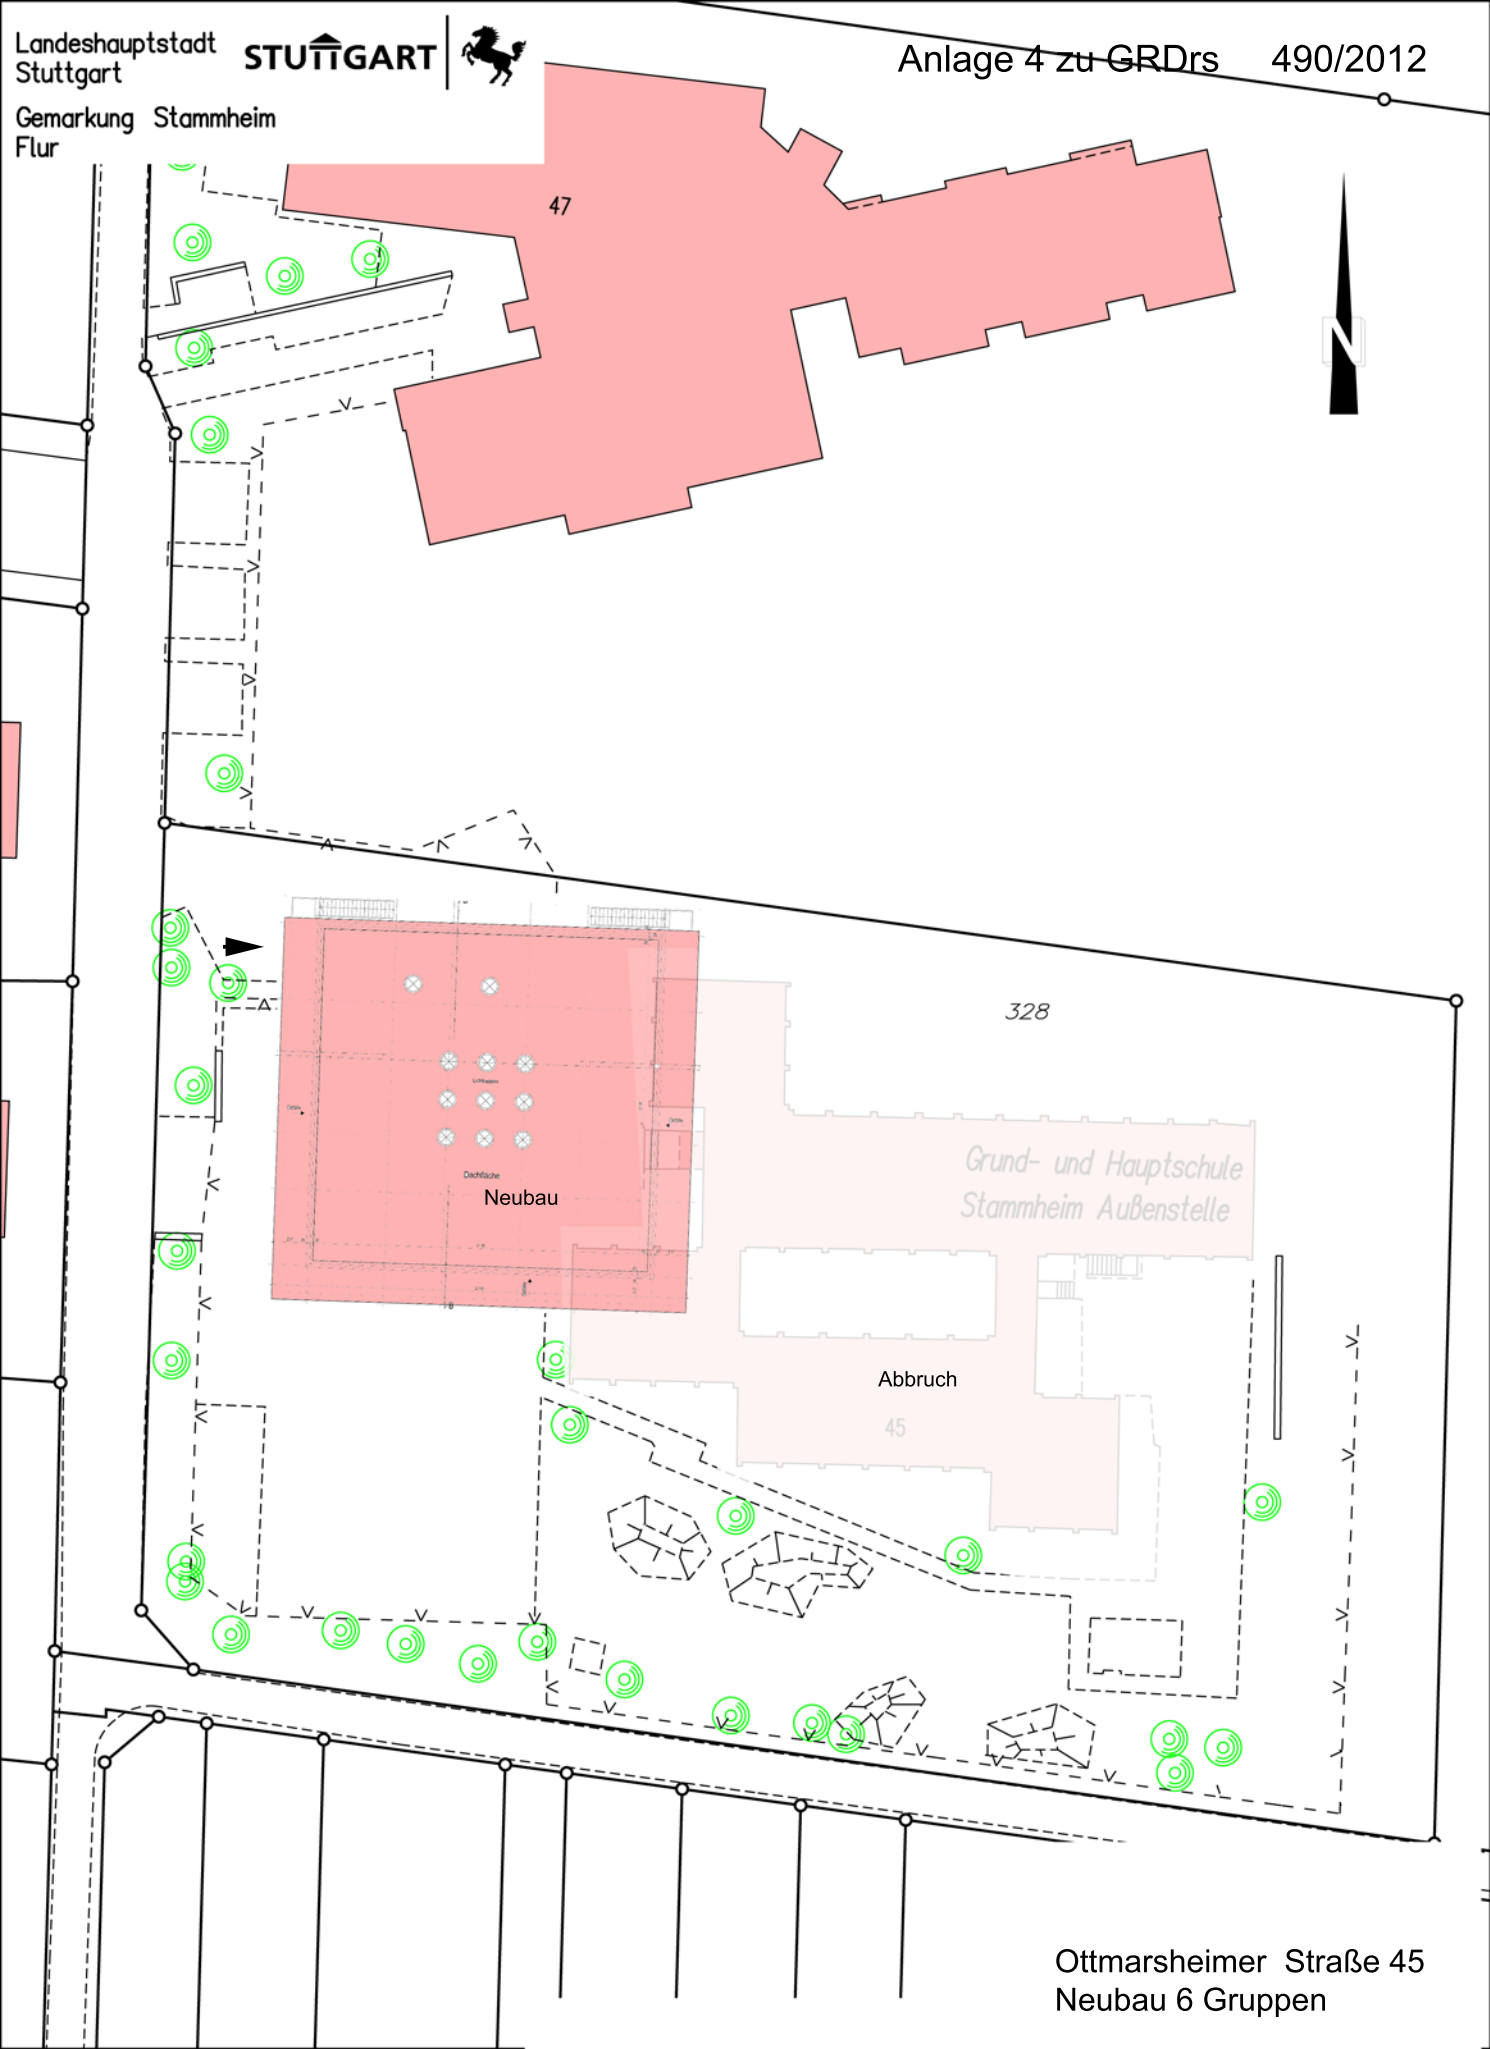 Landeshauptstadt
Stuttgart
STUTTGART
Anlage 4 zu GRDrs 490/2012
Gemarkung Stammheim
Flur
47
N
328
Grund- und Hauptschule
Stammheim Außenstelle
Dachfläche
Neubau
Abbruch
45
Ottmarsheimer Straße 45
Neubau 6 Gruppen